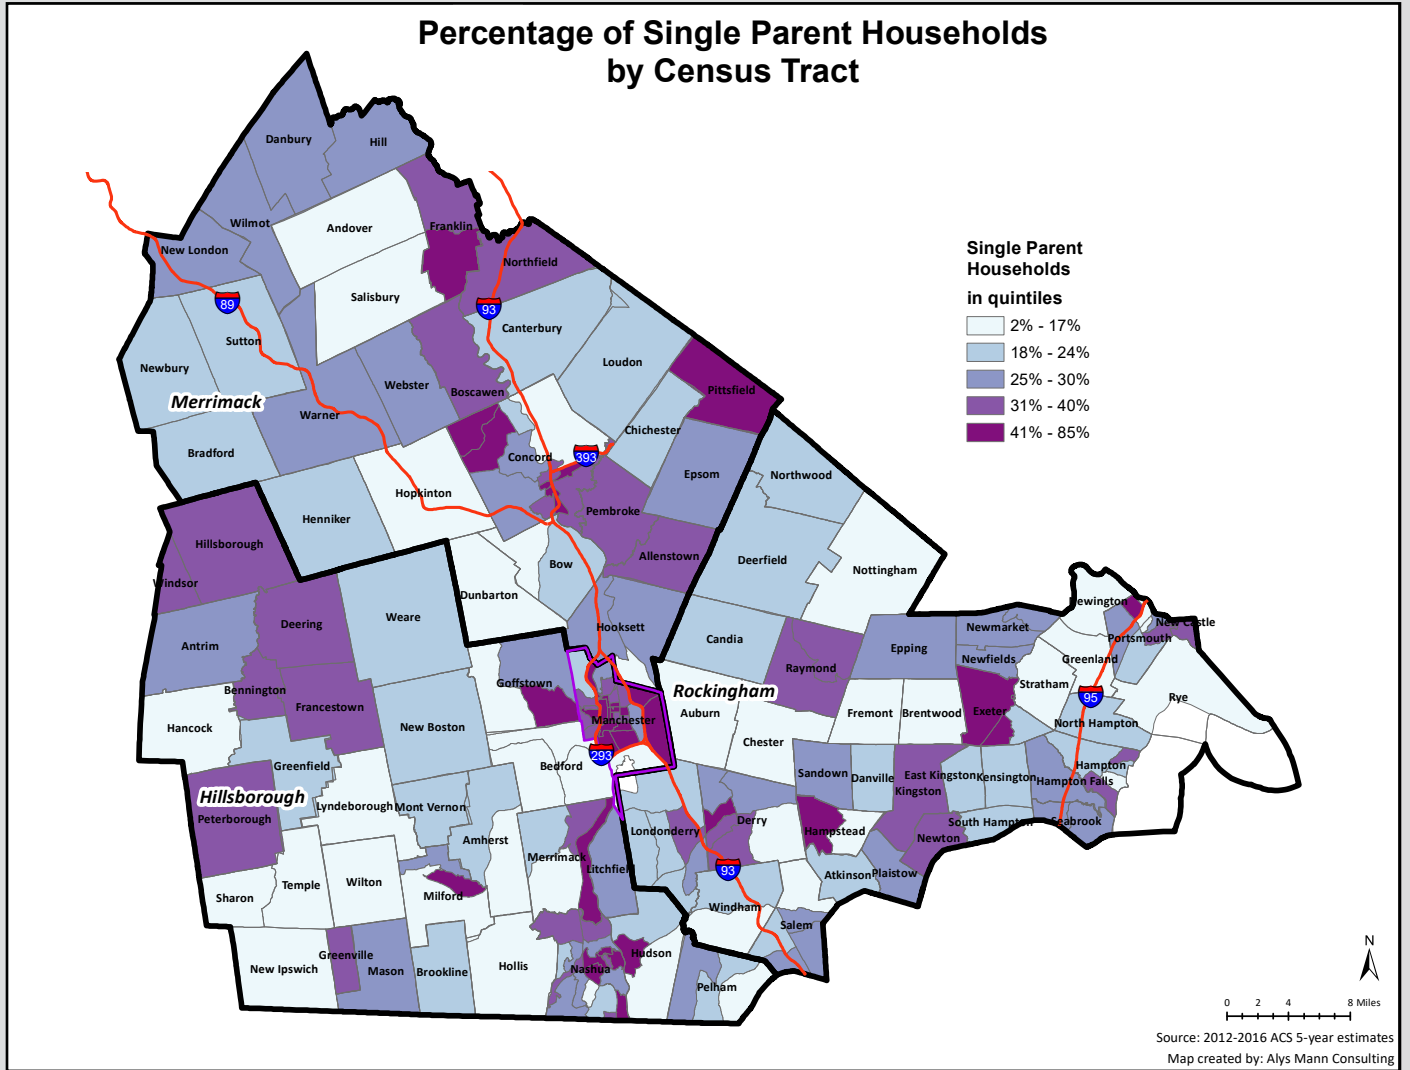 Percentage of Single Parent Households
by Census Tract
Danbury
Hill
Wilmot
Andover
Franklin
New London
Northfield
Salisbury
89
93
Canterbury
Sutton
Loudon
Newbury
Webster
Boscawen
Pittsfield
Merrimack
Warner
Chichester
Bradford
Concord
393
Epsom
Northwood
Hopkinton
Henniker
Pembroke
Hillsborough
Allenstown
Bow
Deerfield
Nottingham
Windsor
Dunbarton
Newington
Weare
Deering
Hooksett
New Castle
Newmarket
Portsmouth
Antrim
Candia
Epping
Newfields
Greenland
Raymond
Goffstown
Stratham
Bennington
Rockingham
95
Rye
Francestown
Hancock
New Boston
Manchester
Auburn
Fremont
Brentwood
Exeter
North Hampton
Chester
293
Greenfield
Bedford
Hampton
Sandown
Danville
East Kingston
Kensington
Hampton Falls
Kingston
Hillsborough
Lyndeborough
Mont Vernon
Peterborough
Derry
South Hampton
Seabrook
Londonderry
Hampstead
Newton
Amherst
Merrimack
Litchfield
93
Atkinson
Plaistow
Temple
Wilton
Milford
Sharon
Windham
Salem
Greenville
Hudson
New Ipswich
Mason
Brookline
Hollis
Nashua
Pelham
Single Parent
Households
in quintiles
2% - 17%
18% - 24%
25% - 30%
31% - 40%
41% - 85%
N
0 2 4 8 Miles
Source: 2012-2016 ACS 5-year estimates
Map created by: Alys Mann Consulting